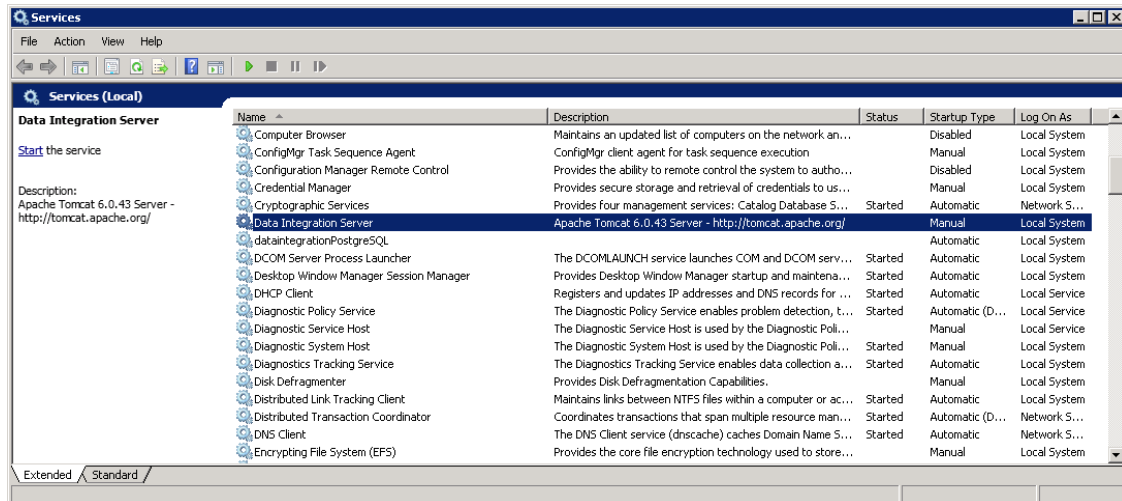 Services
File Action View Help
Services (Local)
Data Integration Server
Start the service
Description:
Apache Tomcat 6.0.43 Server -
http://tomcat.apache.org/
Name Description Status Startup Type Log On As
Computer Browser Maintains an updated list of computers on the network an... Disabled Local System
ConfigMgr Task Sequence Agent ConfigMgr client agent for task sequence execution Manual Local System
Configuration Manager Remote Control Provides the ability to remote control the system to autho... Disabled Local System
Credential Manager Provides secure storage and retrieval of credentials to us... Manual Local System
Cryptographic Services Provides four management services: Catalog Database S... Started Automatic Network S...
Data Integration Server Apache Tomcat 6.0.43 Server - http://tomcat.apache.org/ Manual Local System
dataintegrationPostgreSQL Automatic Local System
DCOM Server Process Launcher The DCOMLAUNCH service launches COM and DCOM serv... Started Automatic Local System
Desktop Window Manager Session Manager Provides Desktop Window Manager startup and maintena... Started Automatic Local System
DHCP Client Registers and updates IP addresses and DNS records for ... Started Automatic Local Service
Diagnostic Policy Service The Diagnostic Policy Service enables problem detection, t... Started Automatic (D... Local Service
Diagnostic Service Host The Diagnostic Service Host is used by the Diagnostic Poli... Manual Local Service
Diagnostic System Host The Diagnostic System Host is used by the Diagnostic Poli... Started Manual Local System
Diagnostics Tracking Service The Diagnostics Tracking Service enables data collection a... Started Automatic Local System
Disk Defragmenter Provides Disk Defragmentation Capabilities. Manual Local System
Distributed Link Tracking Client Maintains links between NTFS files within a computer or ac... Started Automatic Local System
Distributed Transaction Coordinator Coordinates transactions that span multiple resource man... Started Automatic (D... Network S...
DNS Client The DNS Client service (dnscache) caches Domain Name S... Started Automatic Network S...
Encrypting File System (EFS) Provides the core file encryption technology used to store... Manual Local System
Extended Standard